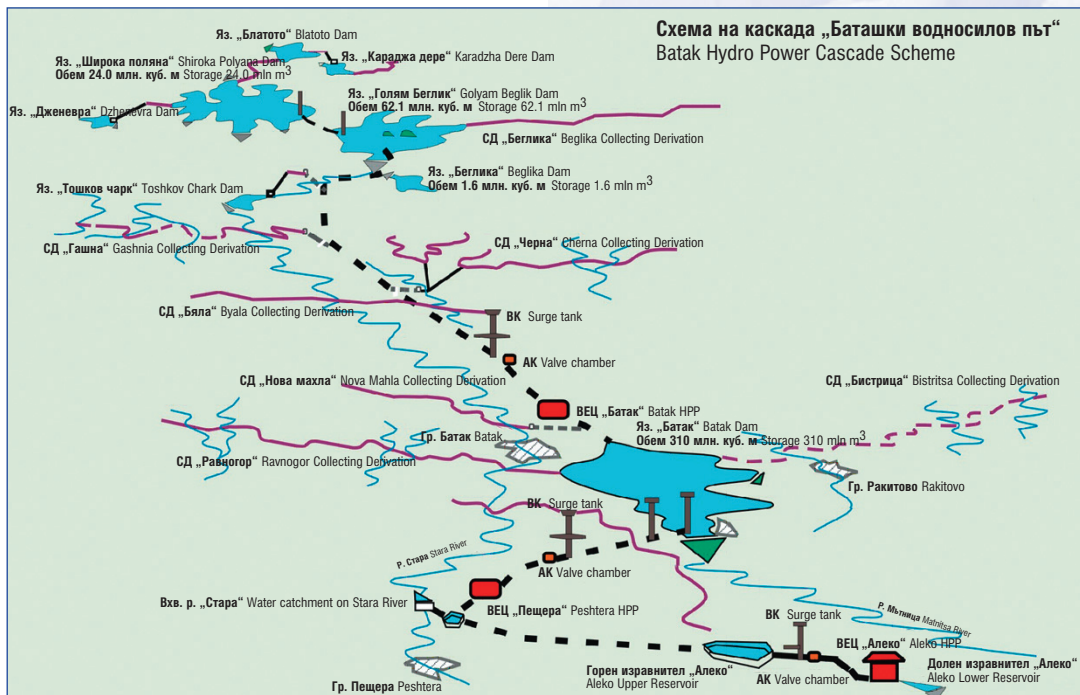 Схема на каскада „Баташки водносилов път“
Batak Hydro Power Cascade Scheme
Яз. „Блатото“ Blatoto Dam
Яз. „Караджа дере“ Karadzha Dere Dam
Яз. „Широка поляна“ Shiroka Polyana Dam
Обем 24.0 млн. куб. м Storage 24.0 mln m³
Яз. „Голям Беглик“ Golyam Beglik Dam
Обем 62.1 млн. куб. м Storage 62.1 mln m³
Яз. „Дженевра“ Dzhenevra Dam
СД „Беглика“ Beglika Collecting Derivation
Яз. „Беглика“ Beglika Dam
Обем 1.6 млн. куб. м Storage 1.6 mln m³
Яз. „Тошков чарк“ Toshkov Chark Dam
СД „Гашна“ Gashnia Collecting Derivation
СД „Черна“ Cherna Collecting Derivation
СД „Бяла“ Byala Collecting Derivation
ВК Surge tank
АК Valve chamber
СД „Нова махла“ Nova Mahla Collecting Derivation
СД „Бистрица“ Bistritsa Collecting Derivation
ВЕЦ „Батак“ Batak HPP
Яз. „Батак“ Batak Dam
Обем 310 млн. куб. м Storage 310 mln m³
Гр. Батак Batak
СД „Равногор“ Ravnogor Collecting Derivation
Гр. Ракитово Rakitovo
ВК Surge tank
Р. Стара Stara River
АК Valve chamber
Вхв. р. „Стара“ Water catchment on Stara River
ВЕЦ „Пещера“ Peshtera HPP
Р. Мътница Matnitsa River
ВК Surge tank
ВЕЦ „Алеко“ Aleko HPP
Горен изравнител „Алеко“
Aleko Upper Reservoir
АК Valve chamber
Долен изравнител „Алеко“
Aleko Lower Reservoir
Гр. Пещера Peshtera